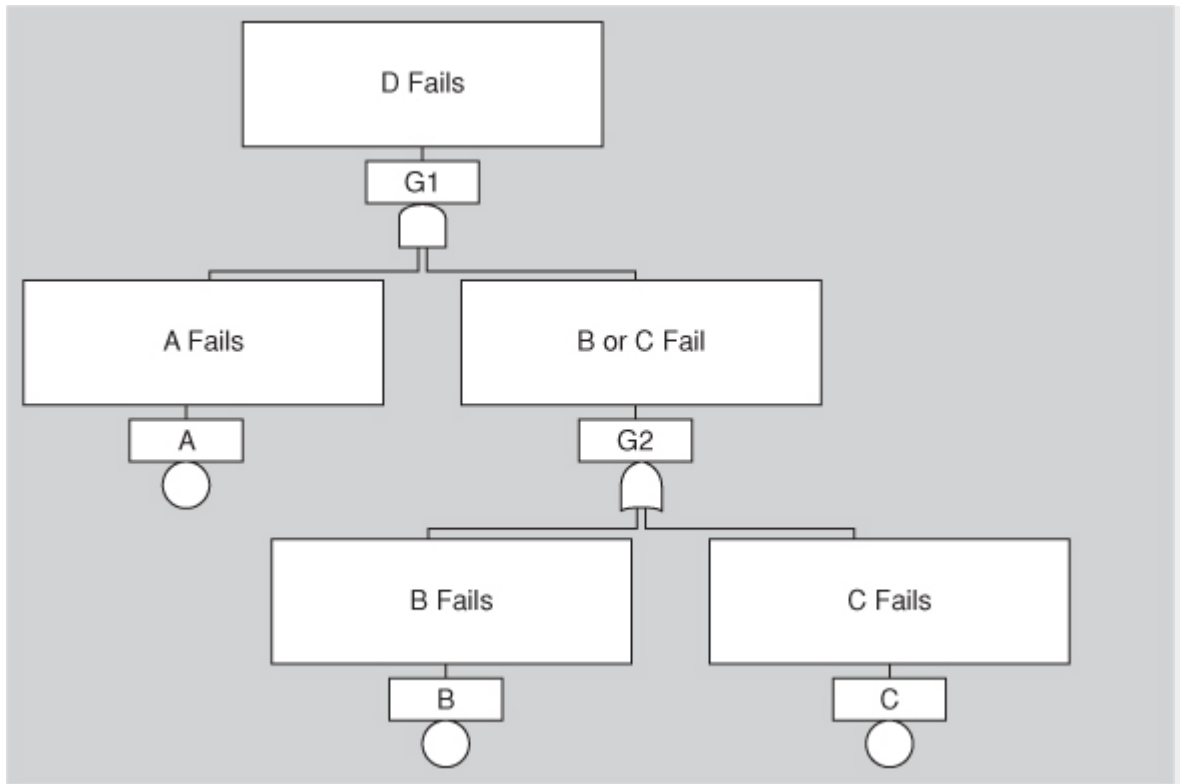 D Fails
G1
A Fails
B or C Fail
A
G2
B Fails
C Fails
B
C